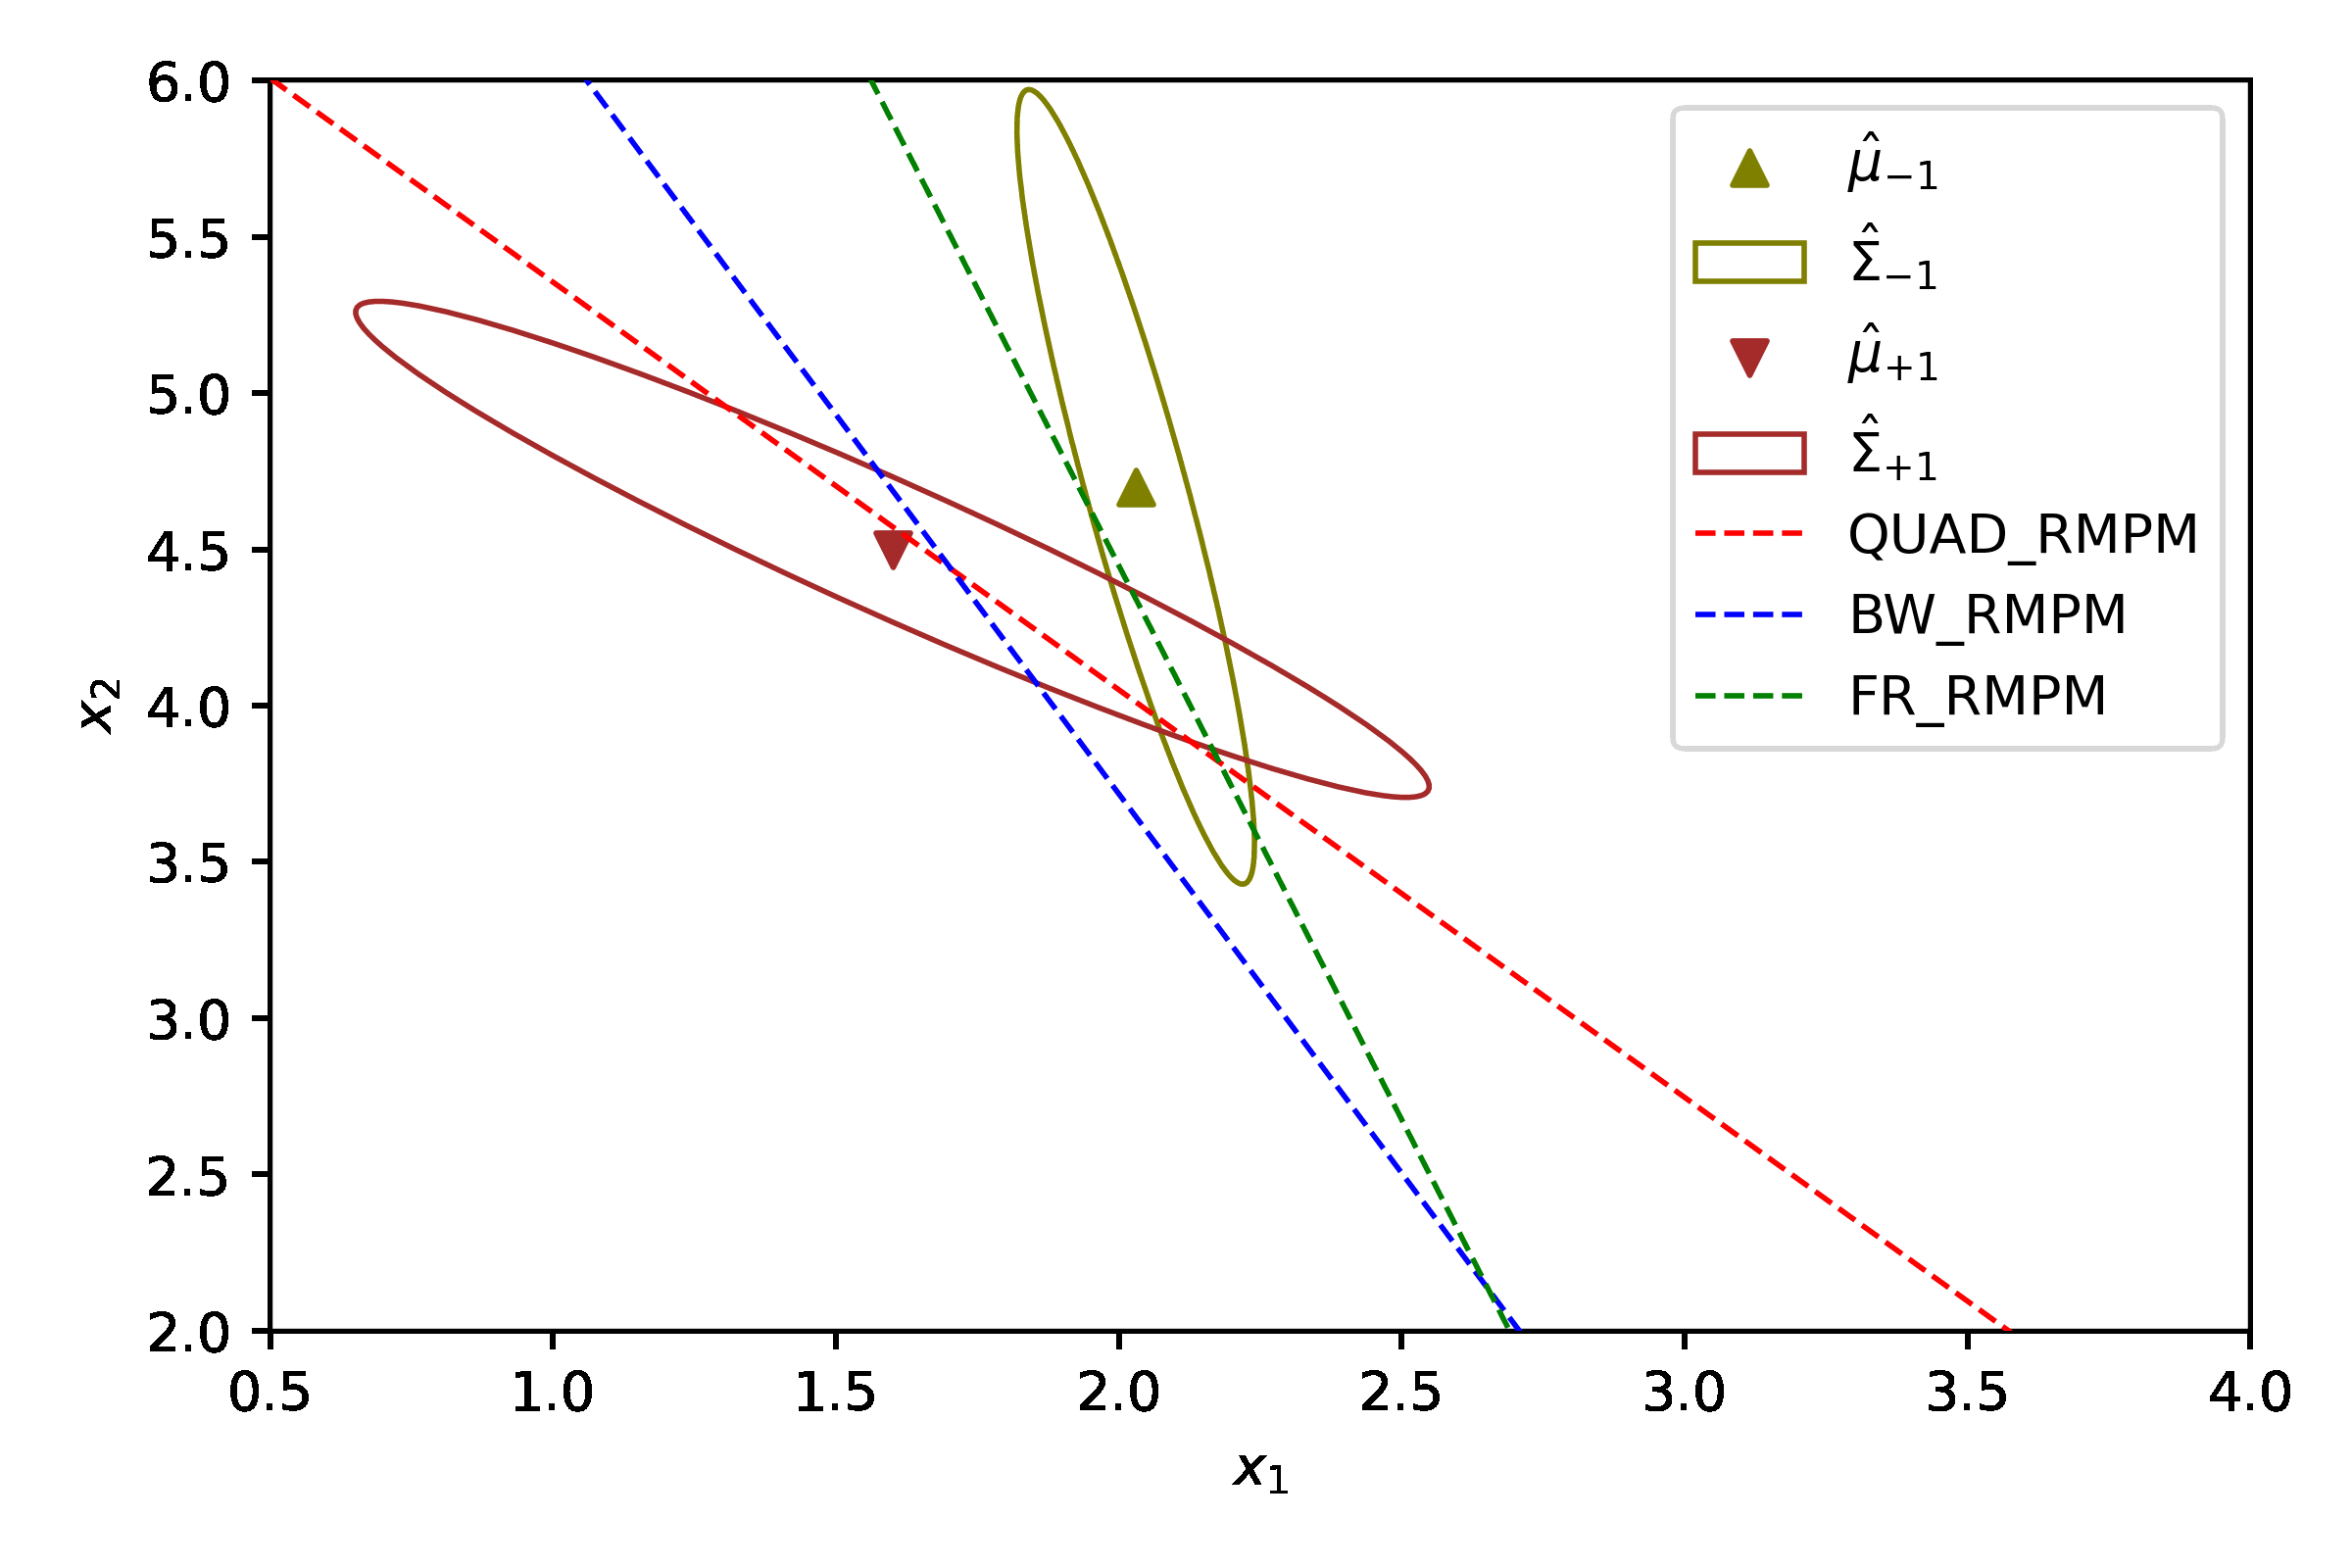 6.0
5.5
5.0
4.5
4.0
3.5
3.0
2.5
2.0
x₂
0.5 1.0 1.5 2.0 2.5 3.0 3.5 4.0
x₁
μ̂₋₁
Σ̂₋₁
μ̂₊₁
Σ̂₊₁
QUAD_RMPM
BW_RMPM
FR_RMPM